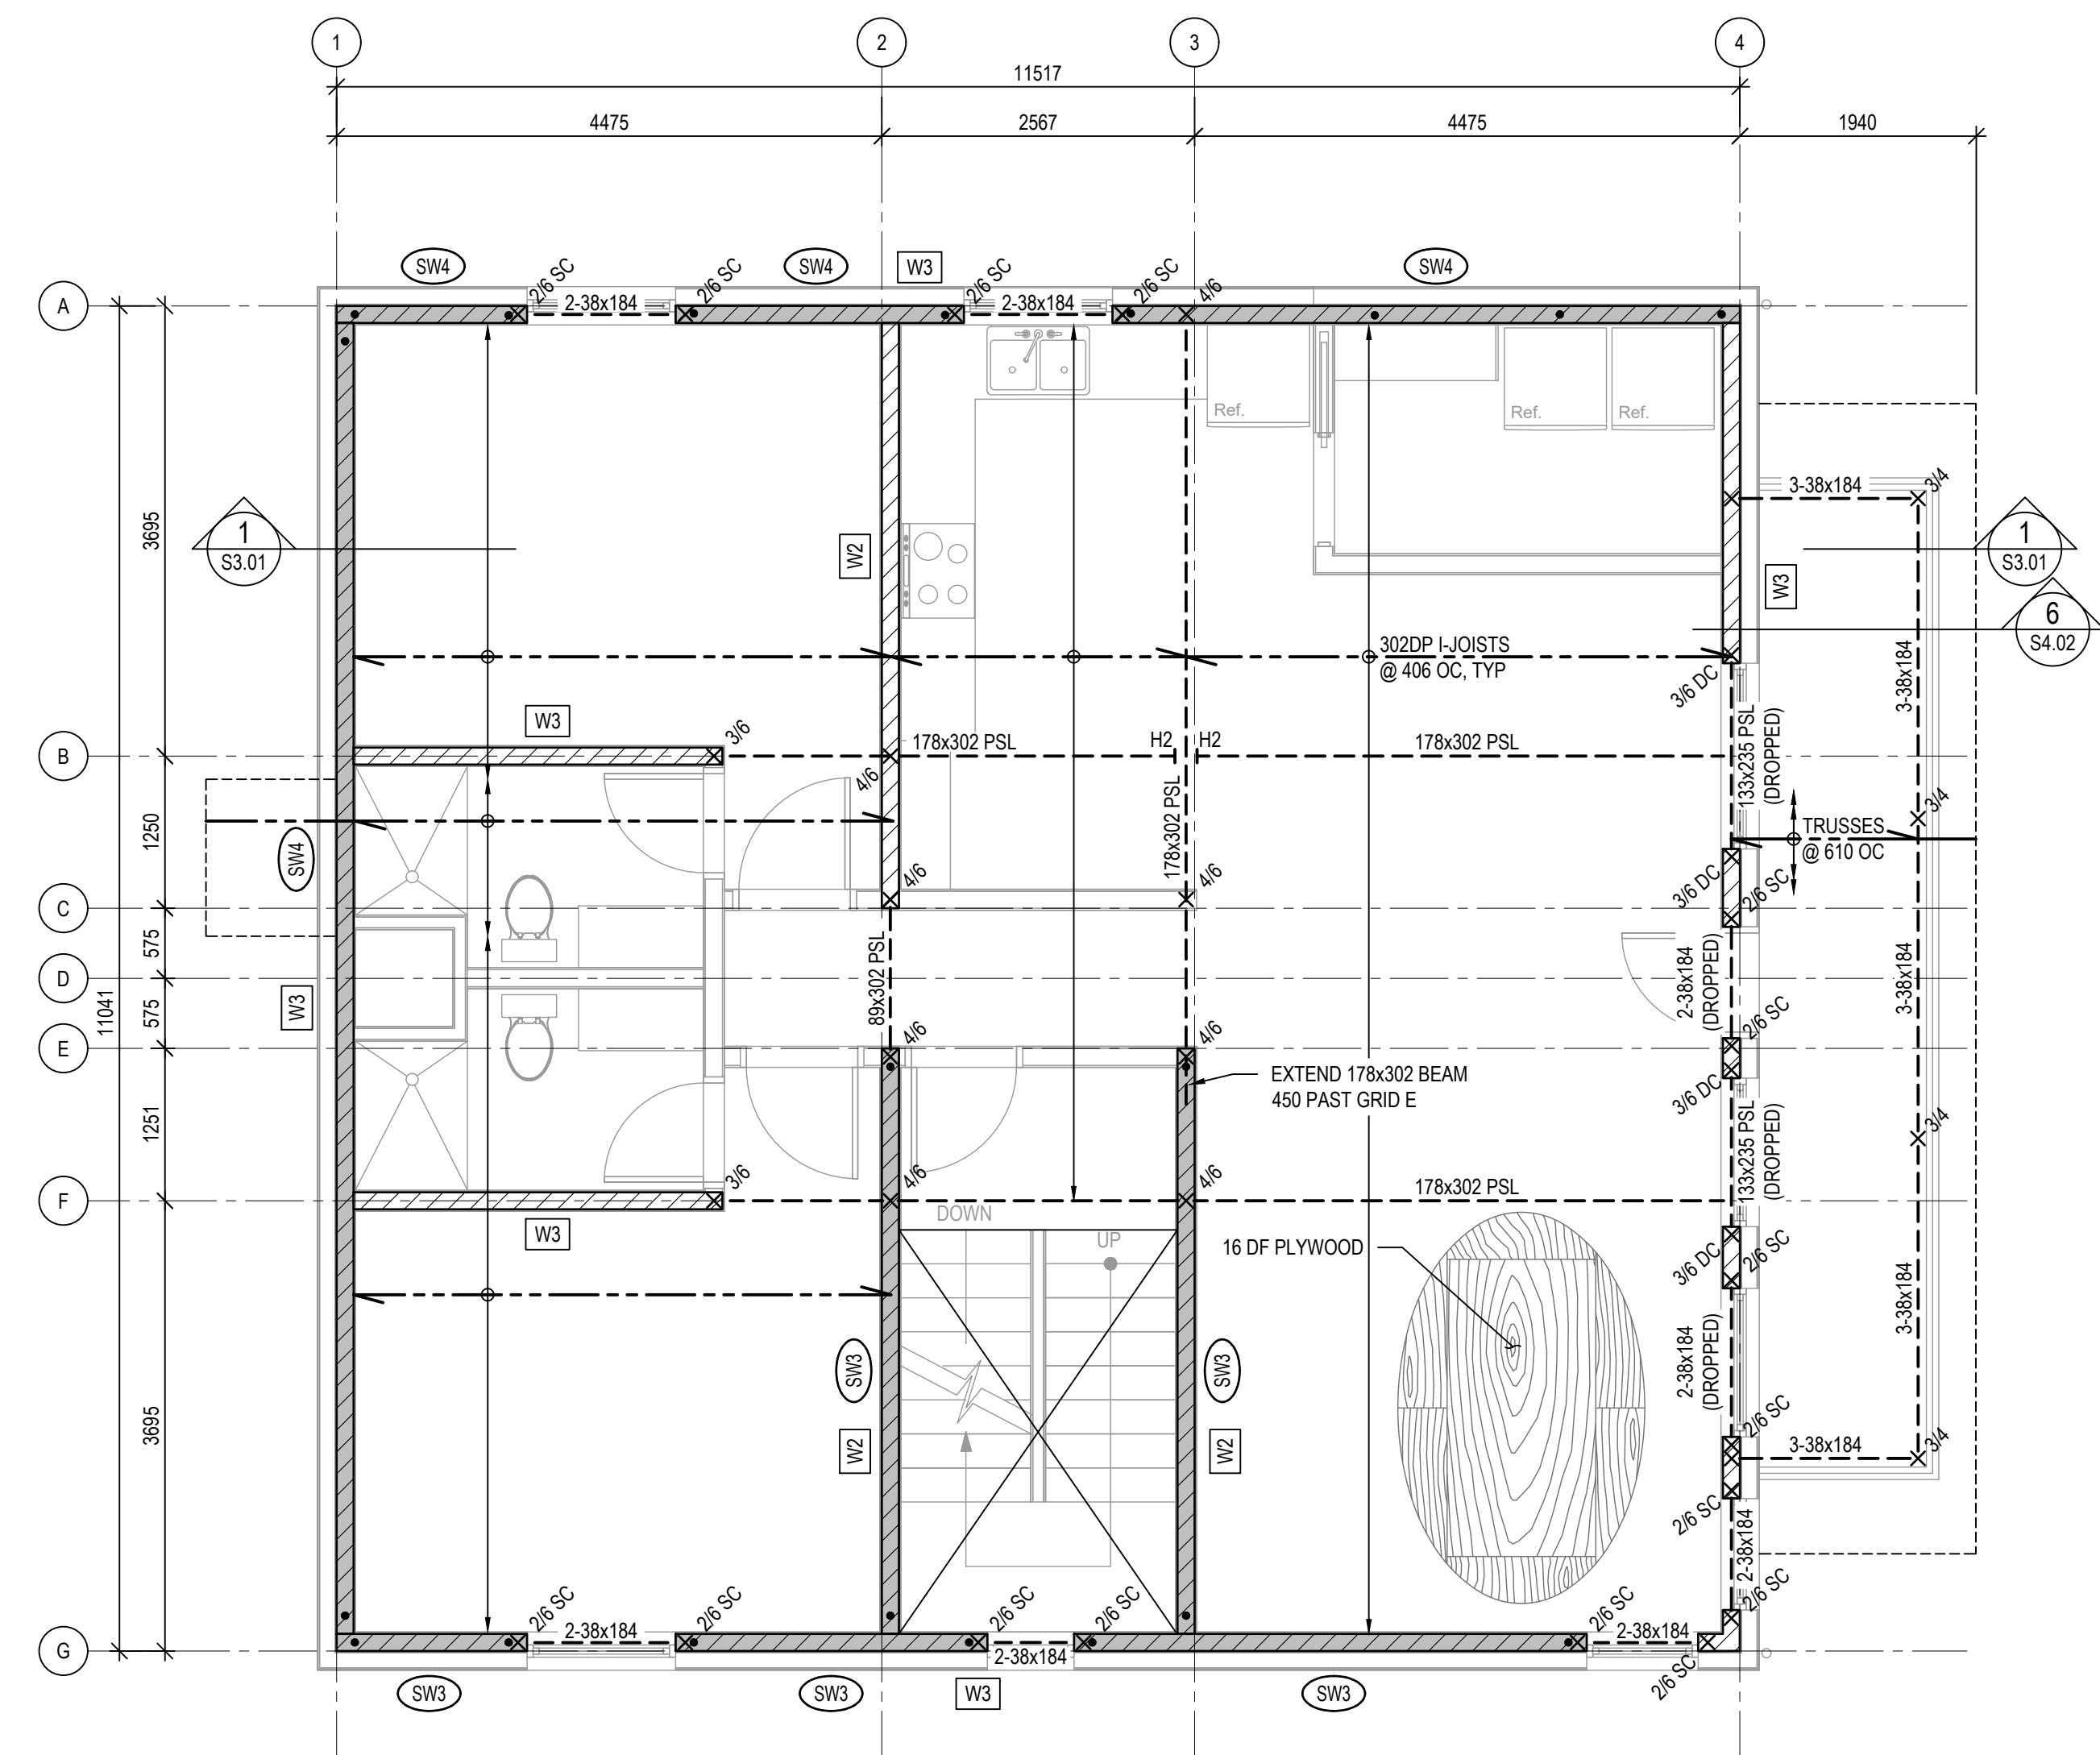 1
2
3
4
11517
4475
2567
4475
1940
SW4
SW4
W3
SW4
A
2/6 SC
2-38x184
2/6 SC
2/6 SC
2-38x184
2/6 SC
4/6
Ref.
Ref.
Ref.
3695
1
S3.01
W2
3-38x184
3/4
1
S3.01
W3
6
S4.02
302DP I-JOISTS
@ 406 OC, TYP
3/6 DC
3-38x184
W3
3/6
B
178x302 PSL
H2
H2
178x302 PSL
133x235 PSL
(DROPPED)
4/6
178x302 PSL
3/4
TRUSSES
@ 610 OC
1250
SW4
4/6
4/6
3/6 DC
2/6 SC
C
575
89x302 PSL
2-38x184
(DROPPED)
3-38x184
D
11041
575
W3
4/6
4/6
2/6 SC
E
EXTEND 178x302 BEAM
450 PAST GRID E
3/6 DC
1251
133x235 PSL
(DROPPED)
3/4
3/6
4/6
4/6
F
178x302 PSL
DOWN
W3
UP
16 DF PLYWOOD
3/6 DC
2/6 SC
3-38x184
SW3
SW3
2-38x184
(DROPPED)
3695
W2
W2
2/6 SC
3-38x184
3/4
2/6 SC
2-38x184
2/6 SC
2/6 SC
2-38x184
2/6 SC
2/6 SC
2-38x184
2/6 SC
2/6 SC
2-38x184
2/6 SC
G
SW3
SW3
W3
SW3